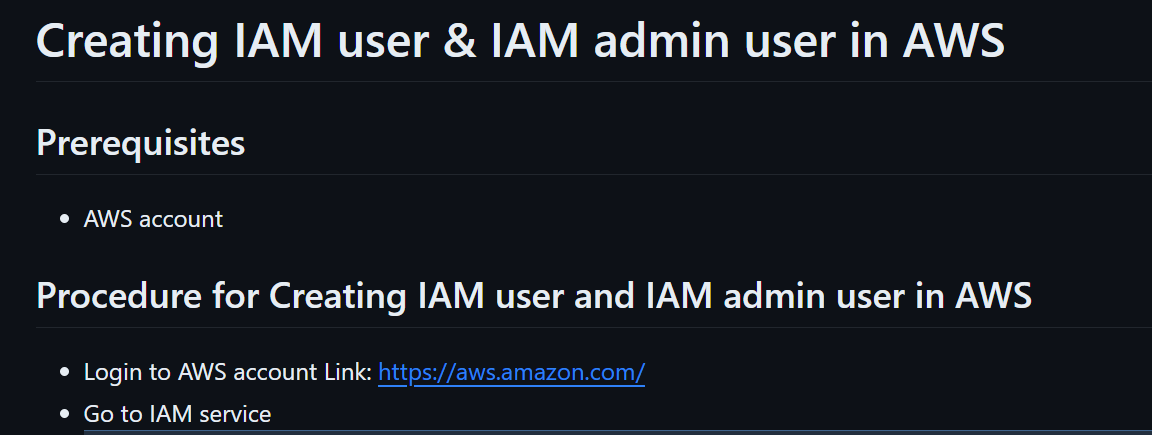 Creating IAM user & IAM admin user in AWS
Prerequisites
AWS account
Procedure for Creating IAM user and IAM admin user in AWS
Login to AWS account Link: https://aws.amazon.com/
Go to IAM service